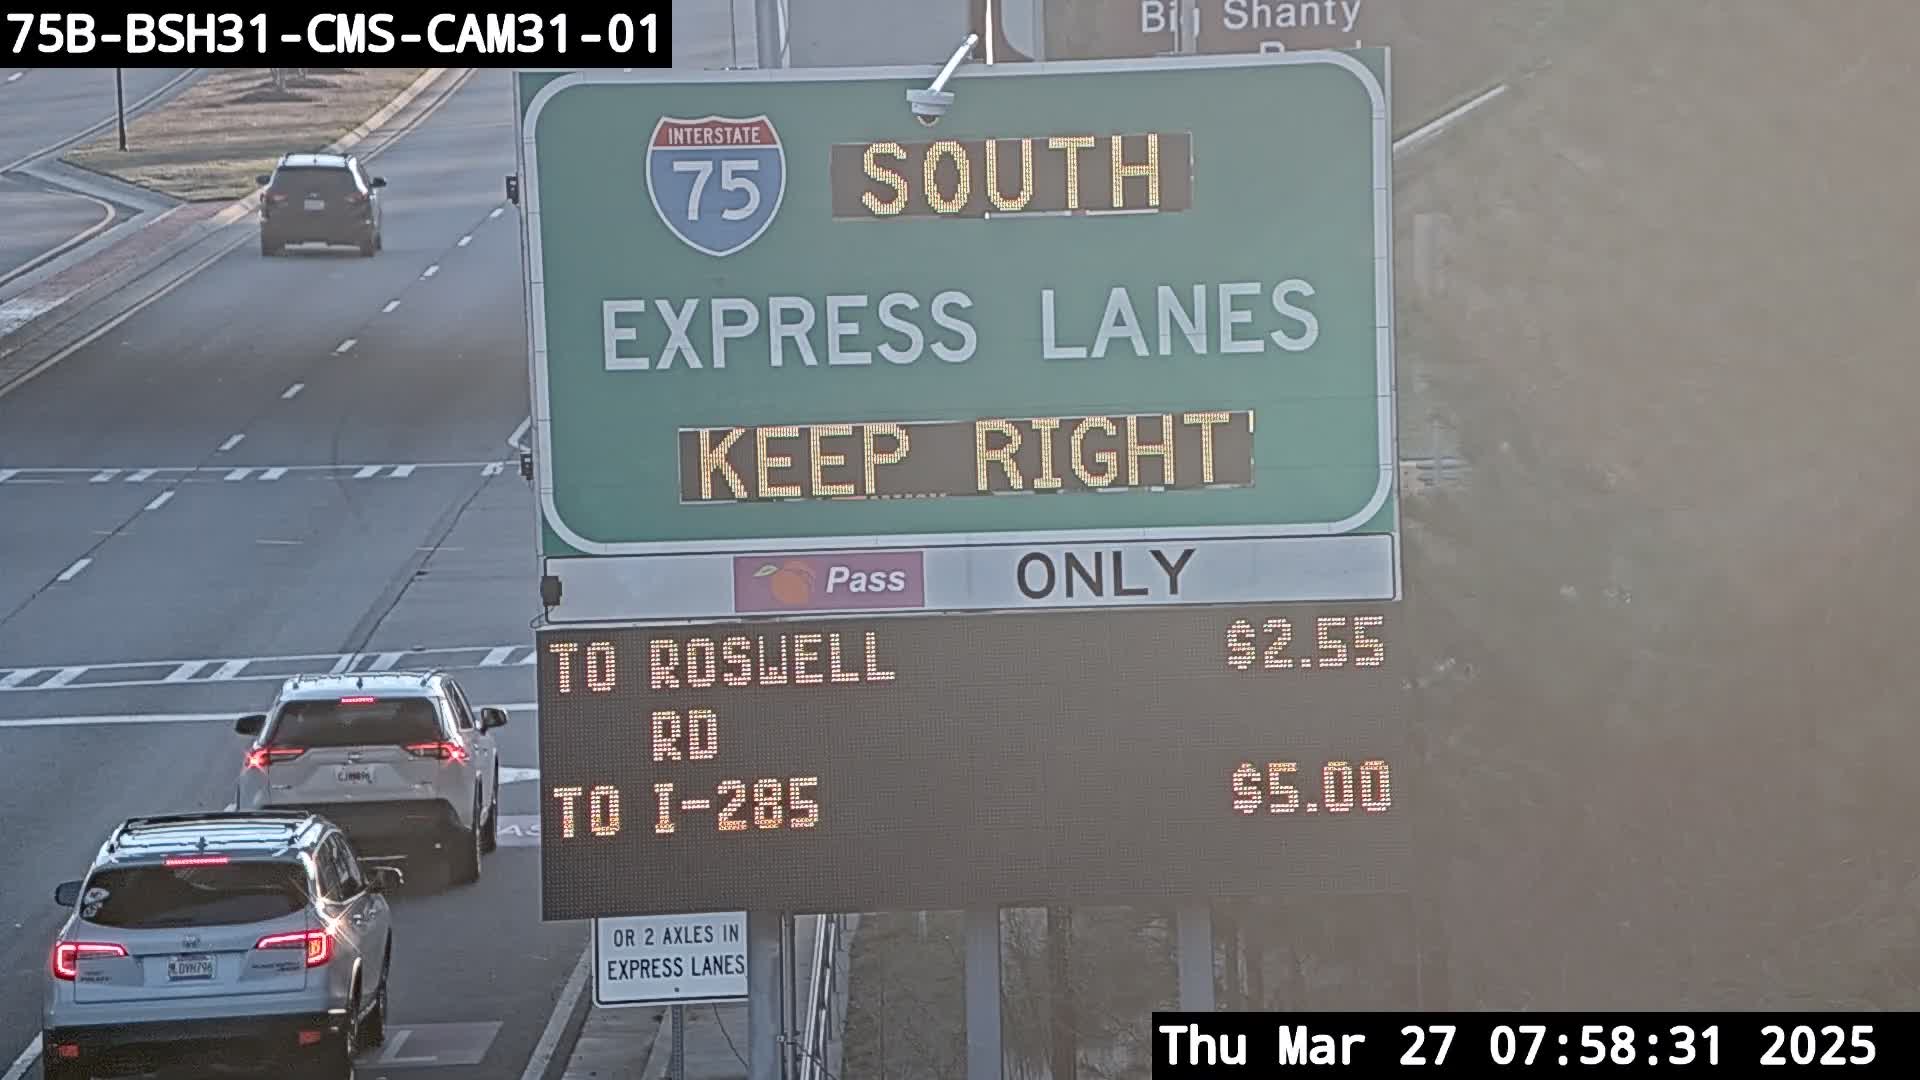 75B-BSH31-CMS-CAM31-01
Big Shanty
INTERSTATE
75
SOUTH
EXPRESS LANES
KEEP RIGHT
Pass ONLY
TO ROSWELL $2.55
RD
TO I-285 $5.00
OR 2 AXLES IN
EXPRESS LANES
Thu Mar 27 07:58:31 2025